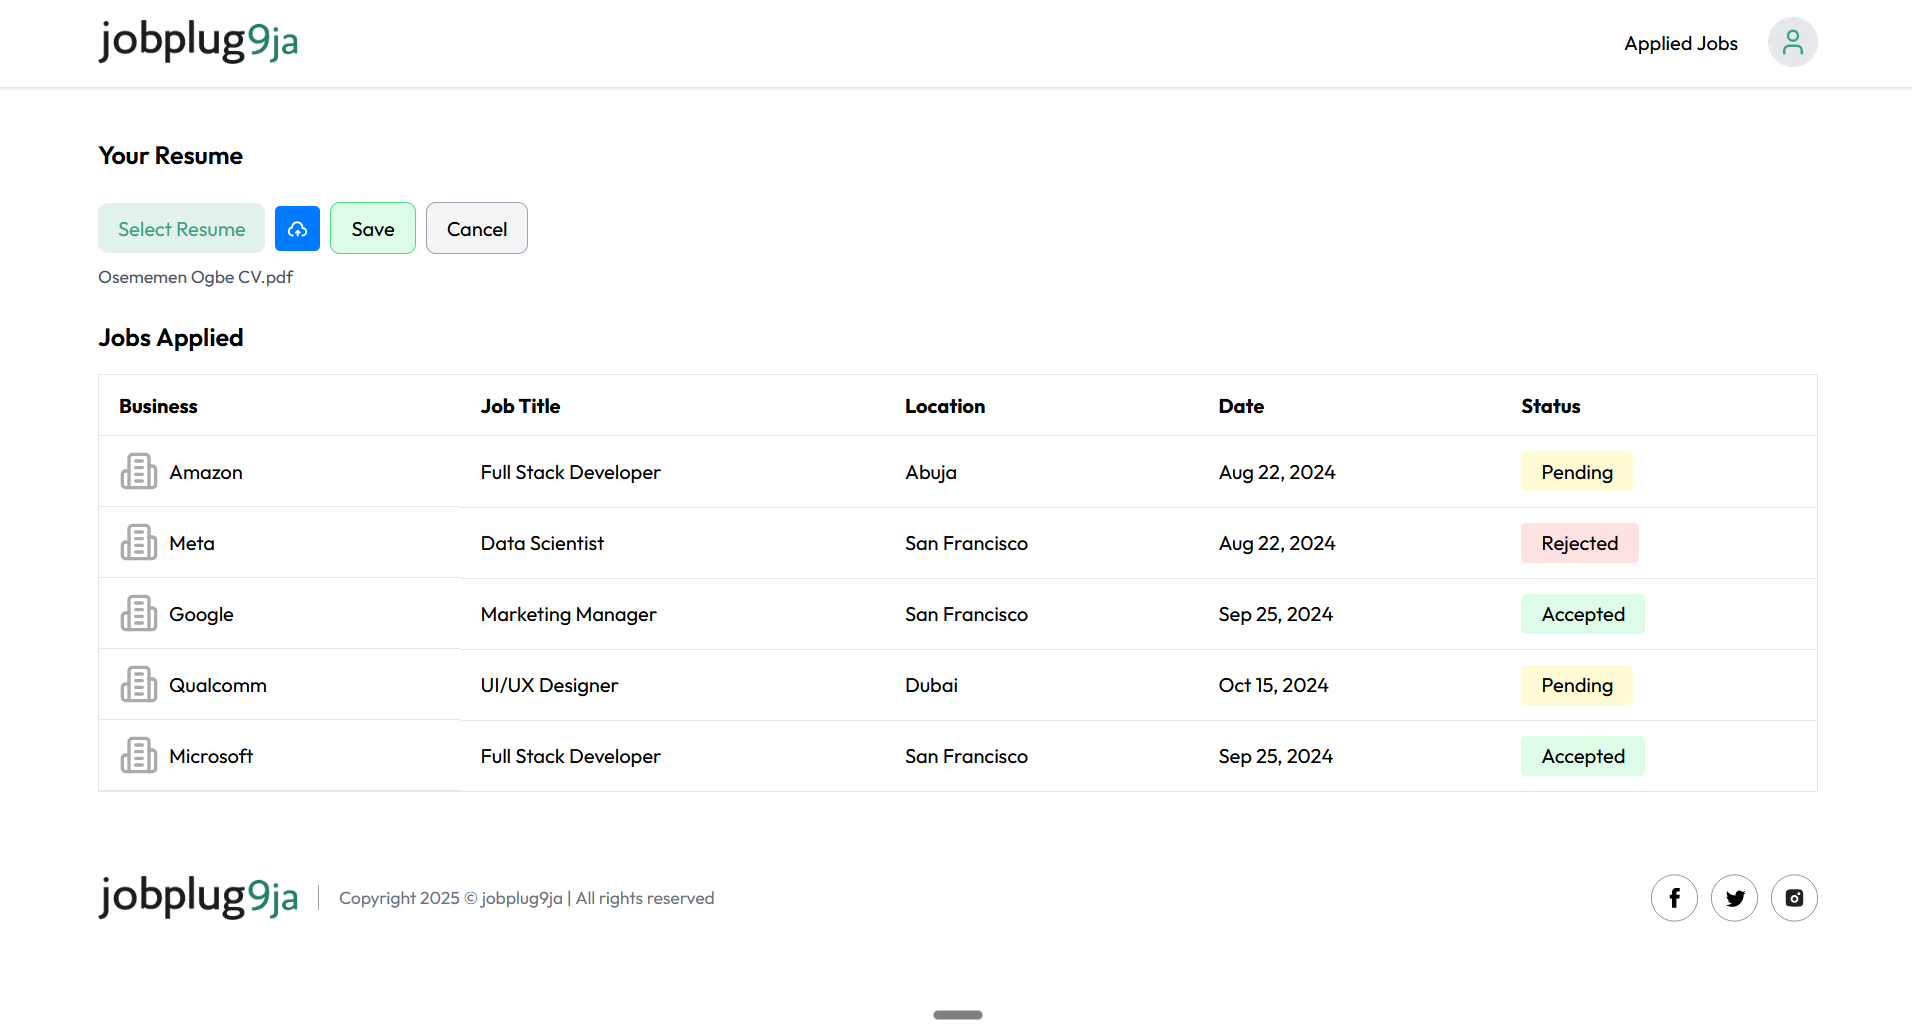 jobplug9ja
Applied Jobs
Your Resume
Select Resume Save Cancel
Osememen Ogbe CV.pdf
Jobs Applied
Business Job Title Location Date Status
Amazon Full Stack Developer Abuja Aug 22, 2024 Pending
Meta Data Scientist San Francisco Aug 22, 2024 Rejected
Google Marketing Manager San Francisco Sep 25, 2024 Accepted
Qualcomm UI/UX Designer Dubai Oct 15, 2024 Pending
Microsoft Full Stack Developer San Francisco Sep 25, 2024 Accepted
jobplug9ja Copyright 2025 © jobplug9ja | All rights reserved